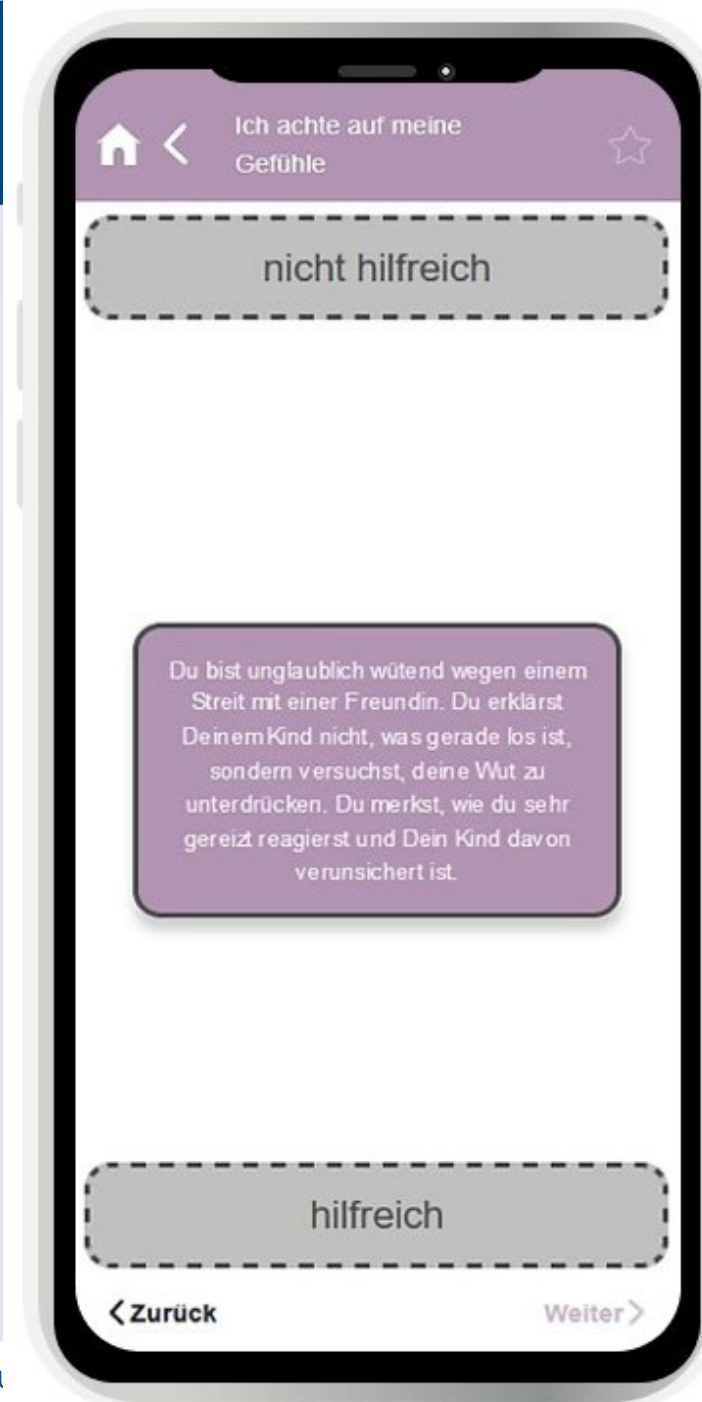 Ich achte auf meine
Gefühle
nicht hilfreich
Du bist unglaublich wütend wegen einem
Streit mit einer Freundin. Du erklärst
Deinem Kind nicht, was gerade los ist,
sondern versuchst, deine Wut zu
unterdrücken. Du merkst, wie du sehr
gereizt reagierst und Dein Kind davon
verunsichert ist.
hilfreich
Zurück
Weiter